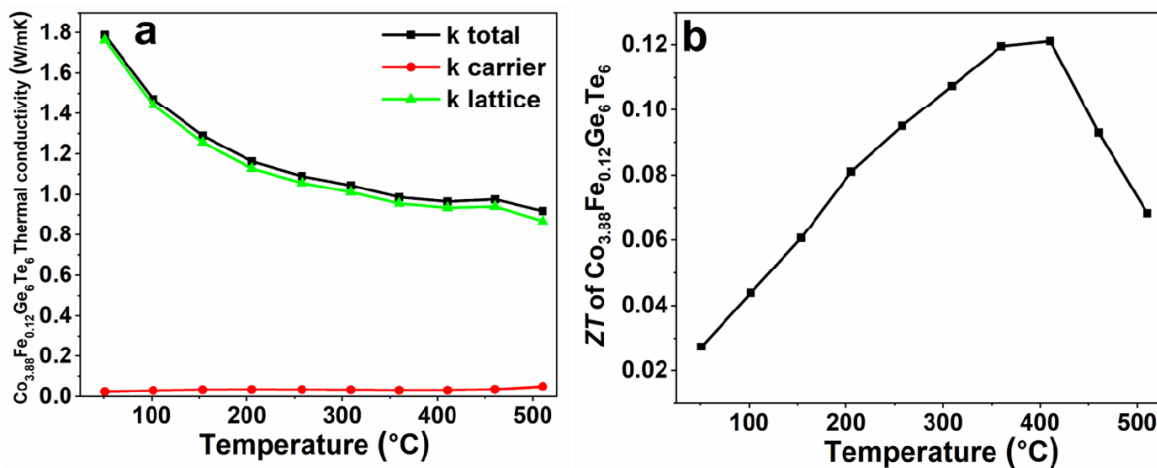 a
k total
k carrier
k lattice
Co3.88Fe0.12Ge6Te6 Thermal conductivity (W/mK)
1.8
1.6
1.4
1.2
1.0
0.8
0.6
0.4
0.2
0.0
100 200 300 400 500
Temperature (°C)
b
ZT of Co3.88Fe0.12Ge6Te6
0.12
0.10
0.08
0.06
0.04
0.02
100 200 300 400 500
Temperature (°C)